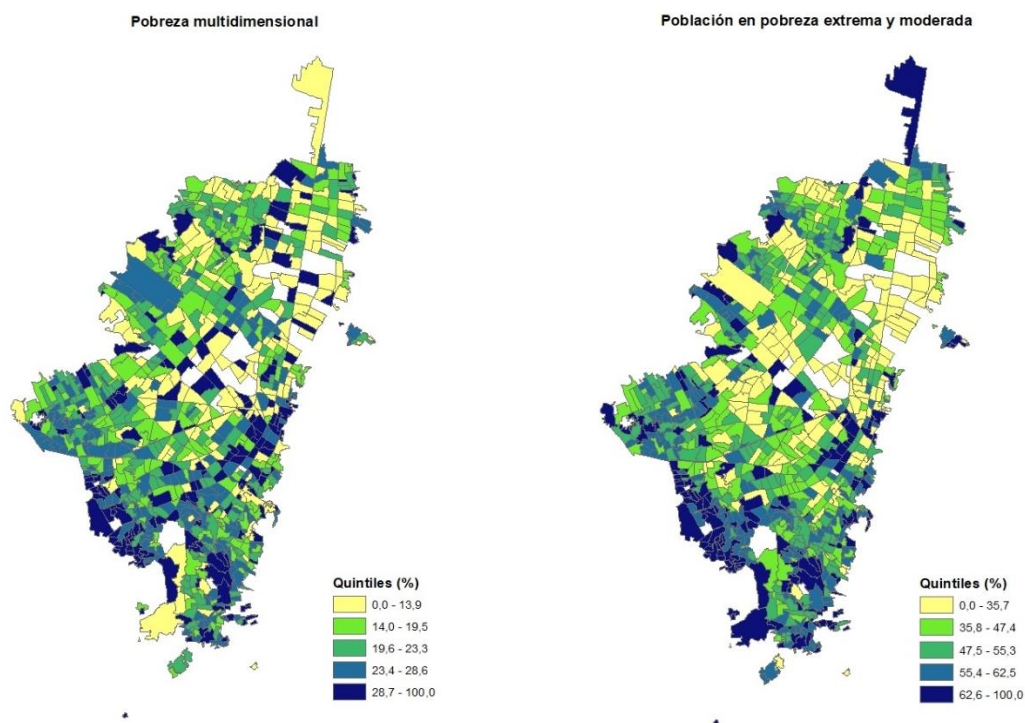 Pobreza multidimensional
Población en pobreza extrema y moderada
Quintiles (%)
0,0 - 13,9
14,0 - 19,5
19,6 - 23,3
23,4 - 28,6
28,7 - 100,0
Quintiles (%)
0,0 - 35,7
35,8 - 47,4
47,5 - 55,3
55,4 - 62,5
62,6 - 100,0